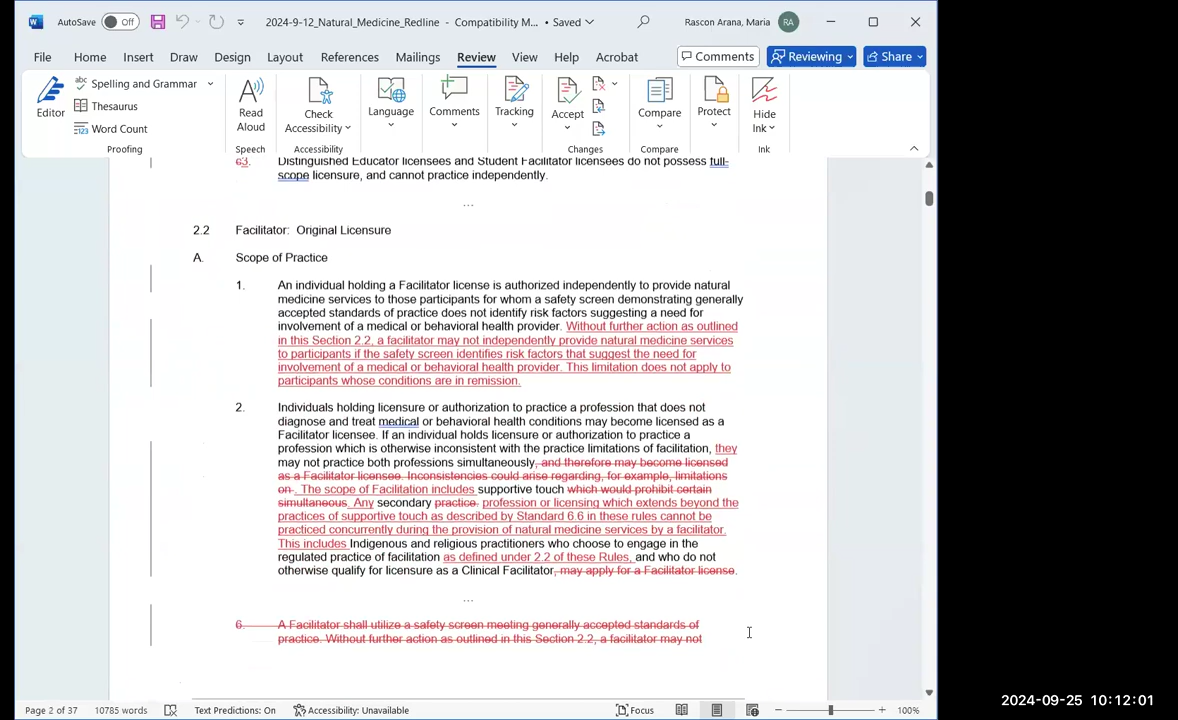 AutoSave Off 2024-9-12_Natural_Medicine_Redline - Compatibility M... • Saved Rascon Arana, Maria RA
File Home Insert Draw Design Layout References Mailings Review View Help Acrobat Comments Reviewing Share
Editor
Spelling and Grammar
Thesaurus
Word Count
Proofing
Read Aloud
Speech
Check Accessibility
Accessibility
Language
Comments
Tracking
Accept
Changes
Compare
Compare
Protect
Hide Ink
Ink
63. Distinguished Educator licensees and Student Facilitator licensees do not possess full-
scope licensure, and cannot practice independently.
...
2.2 Facilitator: Original Licensure
A. Scope of Practice
1. An individual holding a Facilitator license is authorized independently to provide natural
medicine services to those participants for whom a safety screen demonstrating generally
accepted standards of practice does not identify risk factors suggesting a need for
involvement of a medical or behavioral health provider. Without further action as outlined
in this Section 2.2, a facilitator may not independently provide natural medicine services
to participants if the safety screen identifies risk factors that suggest the need for
involvement of a medical or behavioral health provider. This limitation does not apply to
participants whose conditions are in remission.
2. Individuals holding licensure or authorization to practice a profession that does not
diagnose and treat medical or behavioral health conditions may become licensed as a
Facilitator licensee. If an individual holds licensure or authorization to practice a
profession which is otherwise inconsistent with the practice limitations of facilitation, they
may not practice both professions simultaneously, and therefore may become licensed
as a Facilitator licensee. Inconsistencies could arise regarding, for example, limitations
on . The scope of Facilitation includes supportive touch which would prohibit certain
simultaneous Any secondary practice. profession or licensing which extends beyond the
practices of supportive touch as described by Standard 6.6 in these rules cannot be
practiced concurrently during the provision of natural medicine services by a facilitator.
This includes Indigenous and religious practitioners who choose to engage in the
regulated practice of facilitation as defined under 2.2 of these Rules, and who do not
otherwise qualify for licensure as a Clinical Facilitator, may apply for a Facilitator license.
...
6. A Facilitator shall utilize a safety screen meeting generally accepted standards of
practice. Without further action as outlined in this Section 2.2, a facilitator may not
Page 2 of 37 10785 words Text Predictions: On Accessibility: Unavailable Focus 100%
2024-09-25 10:12:01